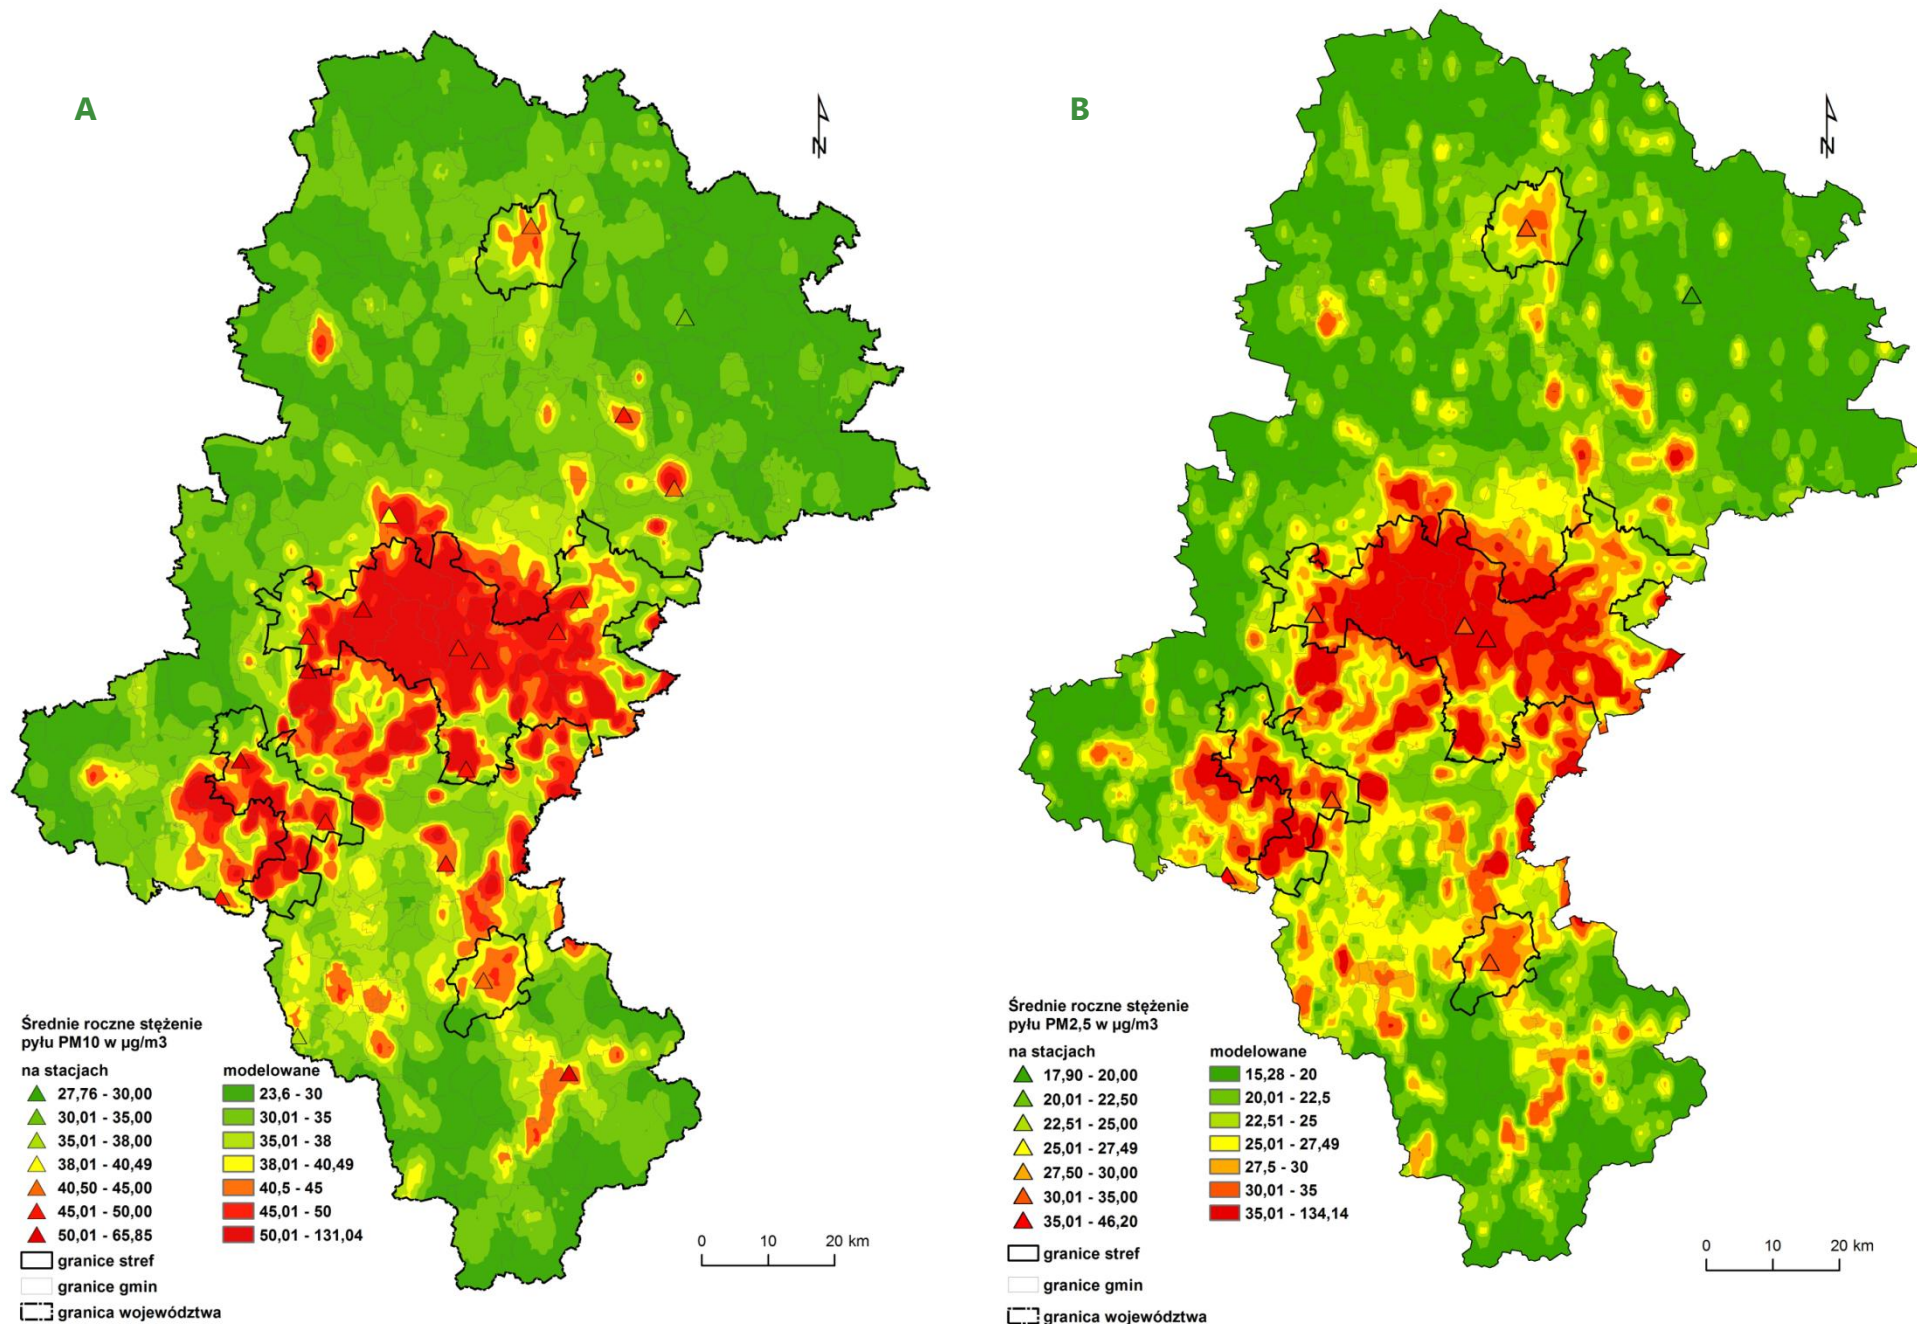 A
N
Średnie roczne stężenie
pyłu PM10 w µg/m3
na stacjach
27,76 - 30,00
30,01 - 35,00
35,01 - 38,00
38,01 - 40,49
40,50 - 45,00
45,01 - 50,00
50,01 - 65,85
modelowane
23,6 - 30
30,01 - 35
35,01 - 38
38,01 - 40,49
40,5 - 45
45,01 - 50
50,01 - 131,04
granice stref
granice gmin
granica województwa
0 10 20 km
B
N
Średnie roczne stężenie
pyłu PM2,5 w µg/m3
na stacjach
17,90 - 20,00
20,01 - 22,50
22,51 - 25,00
25,01 - 27,49
27,50 - 30,00
30,01 - 35,00
35,01 - 46,20
modelowane
15,28 - 20
20,01 - 22,5
22,51 - 25
25,01 - 27,49
27,5 - 30
30,01 - 35
35,01 - 134,14
granice stref
granice gmin
granica województwa
0 10 20 km